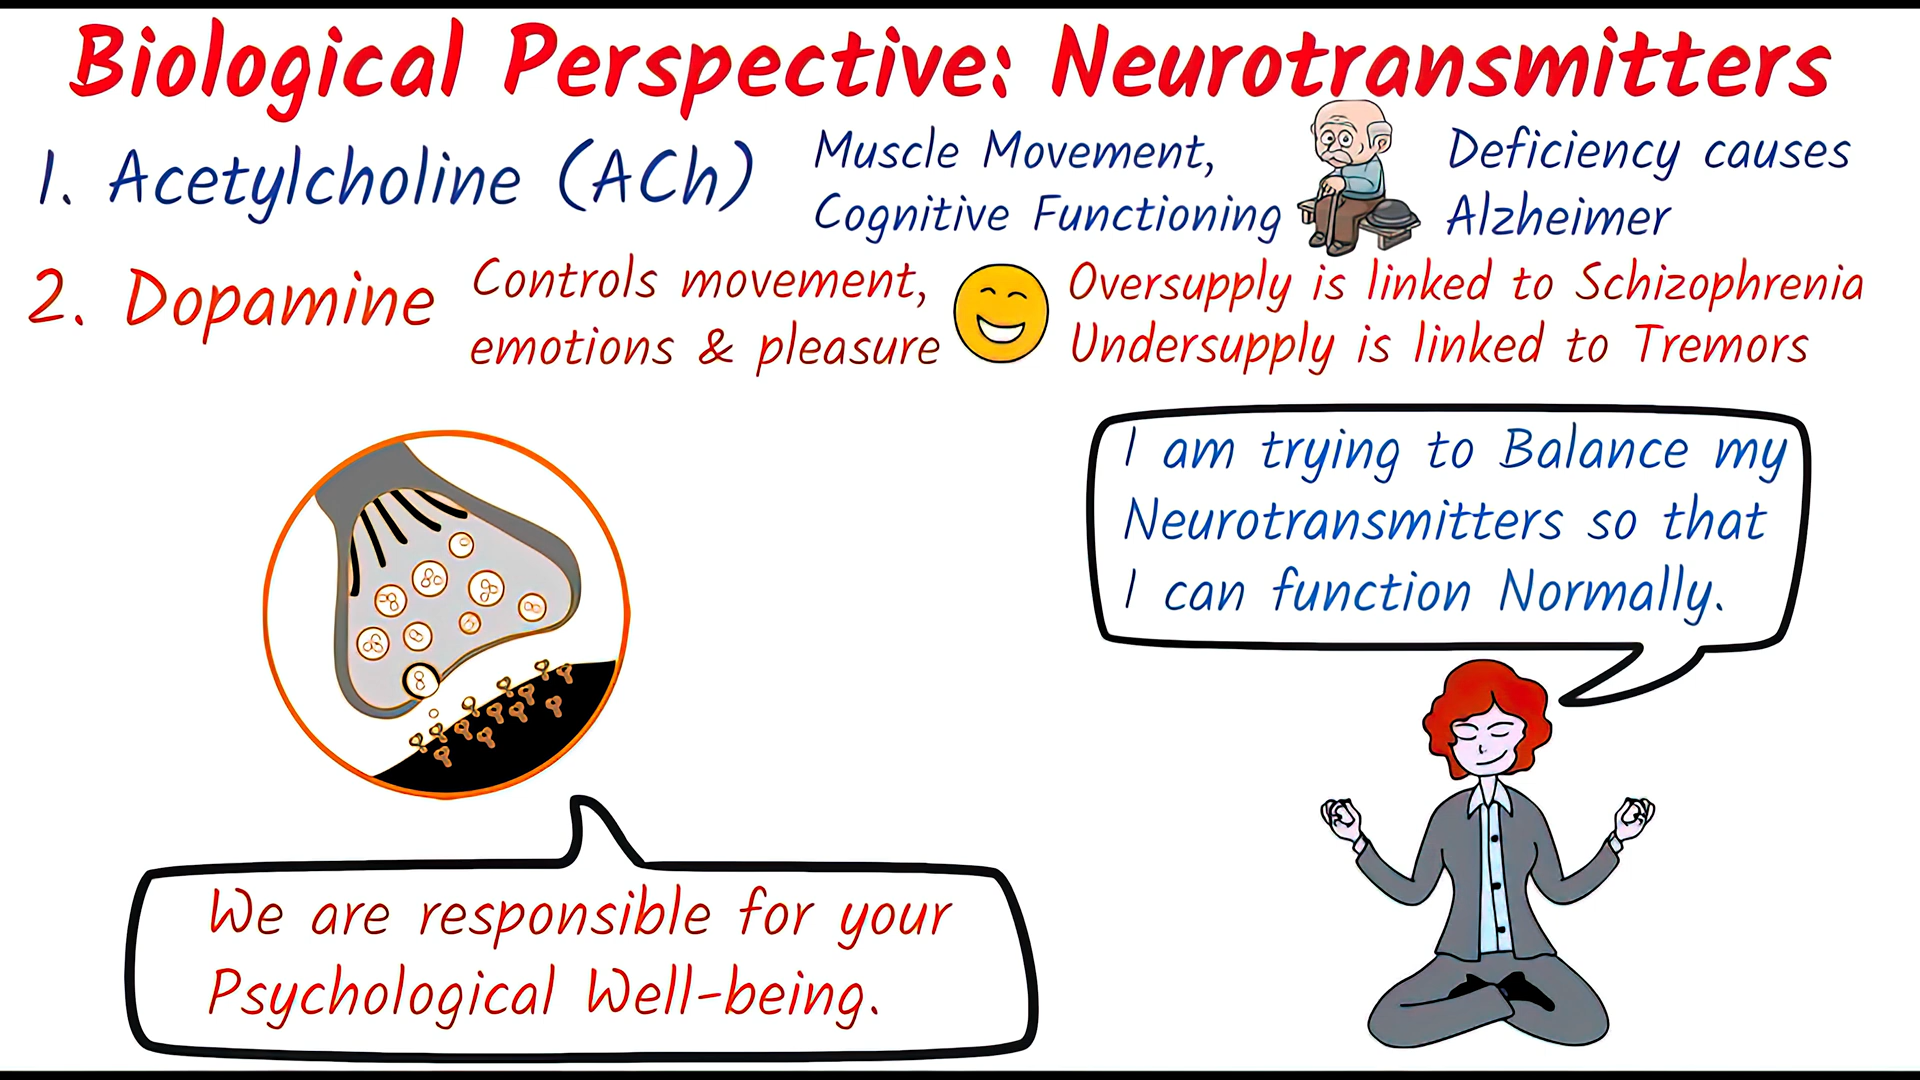 Biological Perspective: Neurotransmitters
1. Acetylcholine (ACh)
Muscle Movement,
Cognitive Functioning
Deficiency causes
Alzheimer
2. Dopamine
Controls movement,
emotions & pleasure
Oversupply is linked to Schizophrenia
Undersupply is linked to Tremors
I am trying to Balance my
Neurotransmitters so that
I can function Normally.
We are responsible for your
Psychological Well-being.